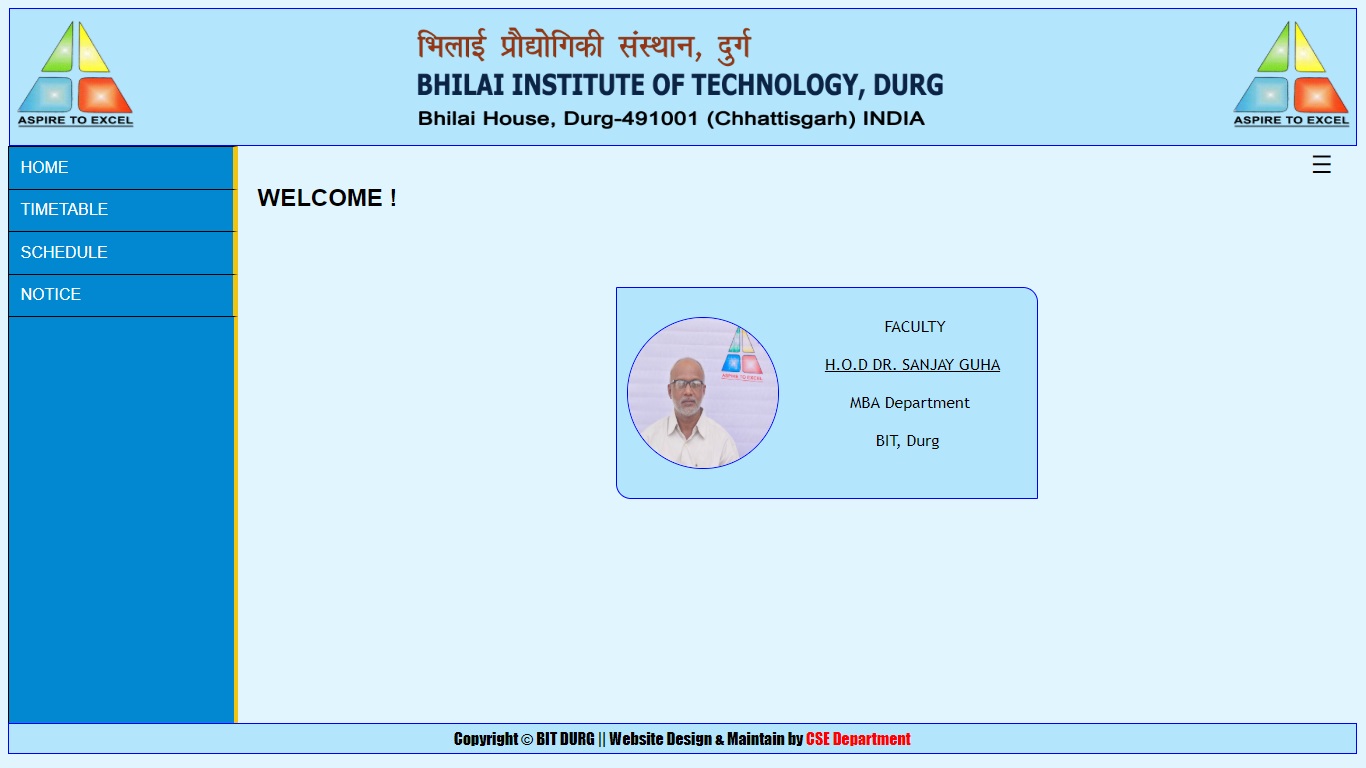 भिलाई प्रौद्योगिकी संस्थान, दुर्ग
BHILAI INSTITUTE OF TECHNOLOGY, DURG
Bhilai House, Durg-491001 (Chhattisgarh) INDIA
ASPIRE TO EXCEL
ASPIRE TO EXCEL
HOME
TIMETABLE
SCHEDULE
NOTICE
WELCOME !
FACULTY
H.O.D DR. SANJAY GUHA
MBA Department
BIT, Durg
ASPIRE TO EXCEL
Copyright © BIT DURG || Website Design & Maintain by CSE Department